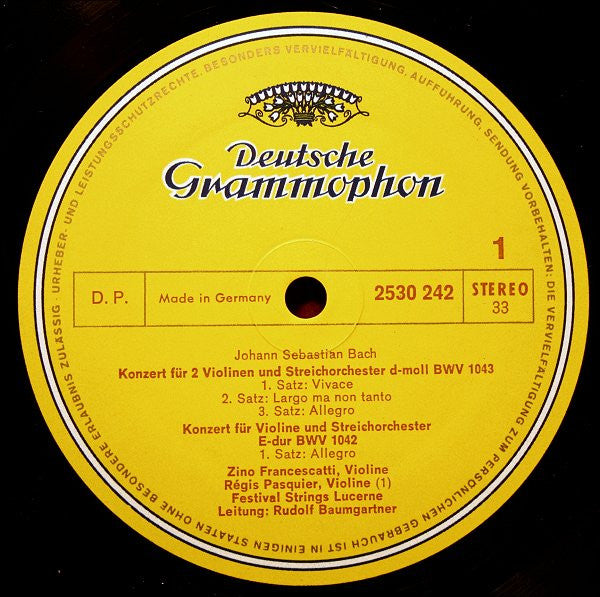 URHEBER- UND LEISTUNGSSCHUTZRECHTE, BESONDERS VERVIELFÄLTIGUNG, AUFFÜHRUNG, SENDUNG VORBEHALTEN: DIE VERVIELFÄLTIGUNG ZUM PERSÖNLICHEN GEBRAUCH IST IN EINIGEN STAATEN OHNE BESONDERE ERLAUBNIS ZULÄSSIG ·
Deutsche
Grammophon
1
D. P. Made in Germany 2530 242 STEREO
33
Johann Sebastian Bach
Konzert für 2 Violinen und Streichorchester d-moll BWV 1043
1. Satz: Vivace
2. Satz: Largo ma non tanto
3. Satz: Allegro
Konzert für Violine und Streichorchester
E-dur BWV 1042
1. Satz: Allegro
Zino Francescatti, Violine
Régis Pasquier, Violine (1)
Festival Strings Lucerne
Leitung: Rudolf Baumgartner